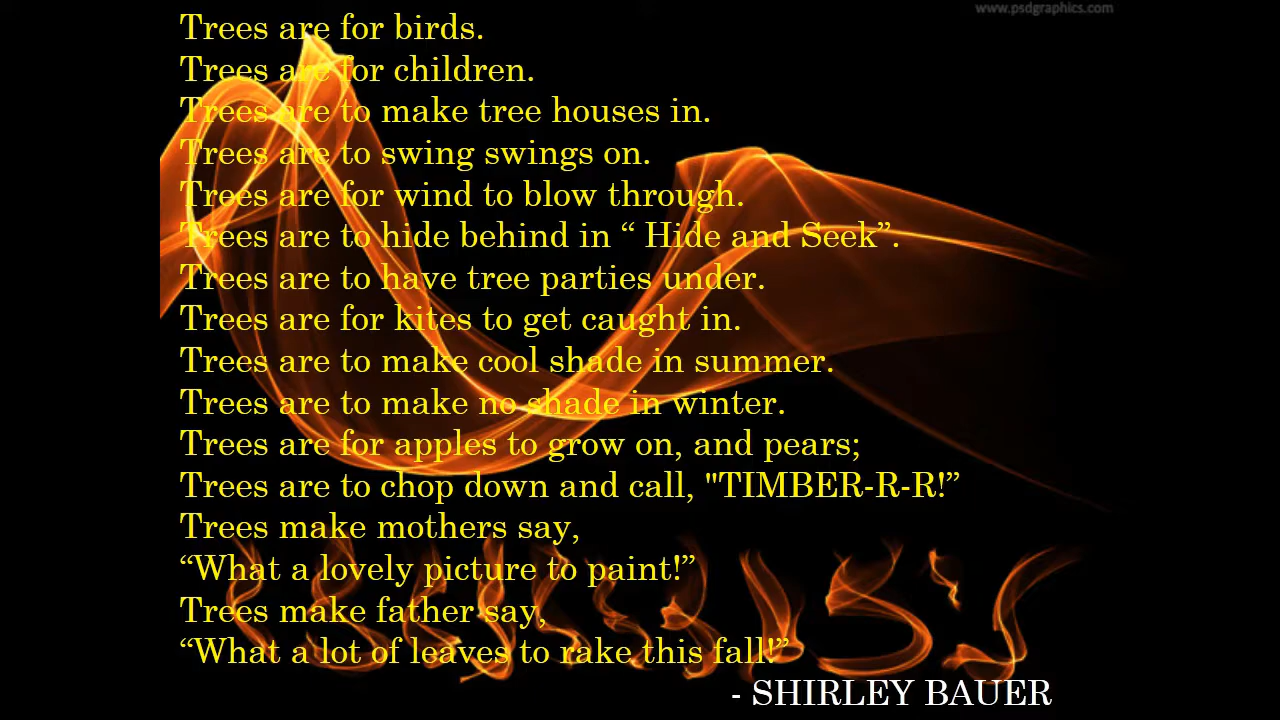 www.psdgraphics.com
Trees are for birds.
Trees are for children.
Trees are to make tree houses in.
Trees are to swing swings on.
Trees are for wind to blow through.
Trees are to hide behind in “ Hide and Seek”.
Trees are to have tree parties under.
Trees are for kites to get caught in.
Trees are to make cool shade in summer.
Trees are to make no shade in winter.
Trees are for apples to grow on, and pears;
Trees are to chop down and call, "TIMBER-R-R!”
Trees make mothers say,
“What a lovely picture to paint!”
Trees make father say,
“What a lot of leaves to rake this fall!”
- SHIRLEY BAUER